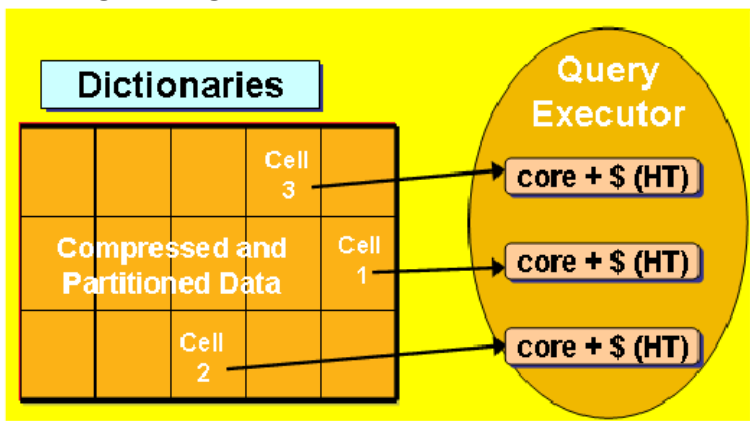 Dictionaries
Query
Executor
Cell
3
core + $ (HT)
Compressed and
Partitioned Data
Cell
1
core + $ (HT)
Cell
2
core + $ (HT)